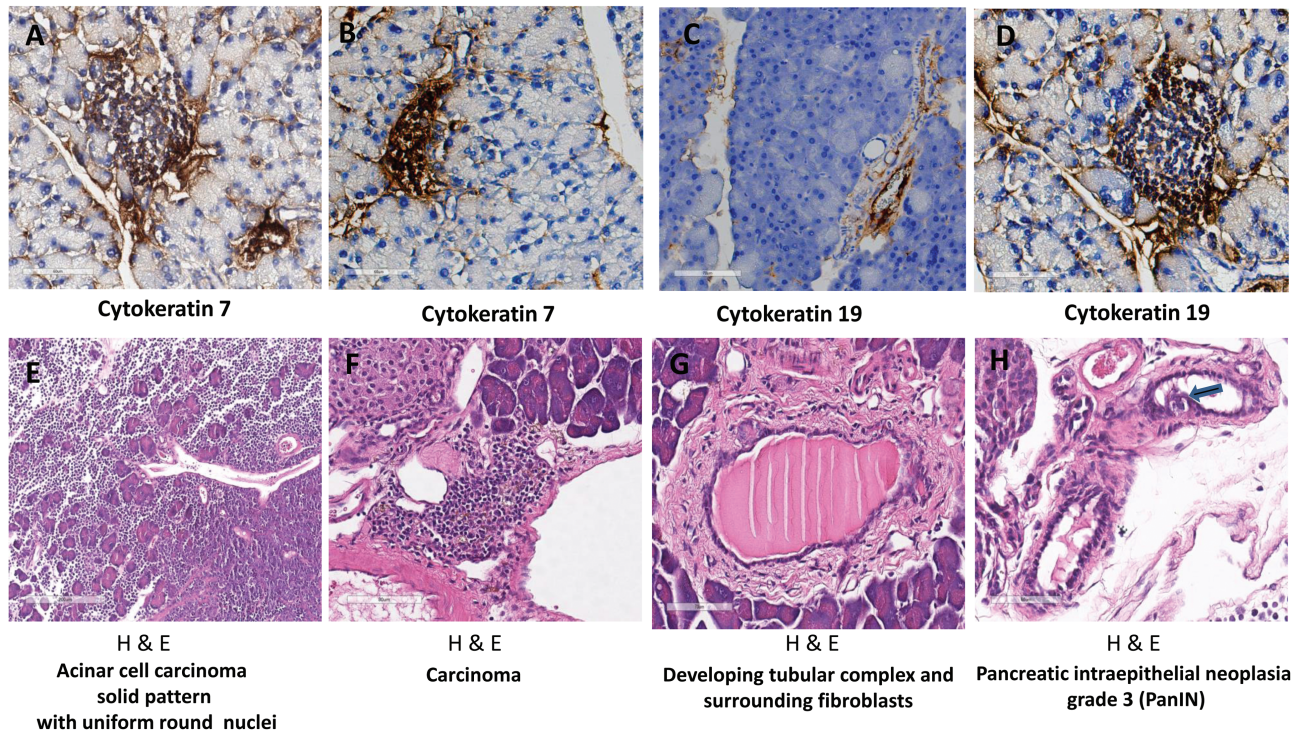 A
B
C
D
Cytokeratin 7
Cytokeratin 7
Cytokeratin 19
Cytokeratin 19
E
F
G
H
H & E
H & E
H & E
H & E
Acinar cell carcinoma
solid pattern
with uniform round nuclei
Carcinoma
Developing tubular complex and
surrounding fibroblasts
Pancreatic intraepithelial neoplasia
grade 3 (PanIN)